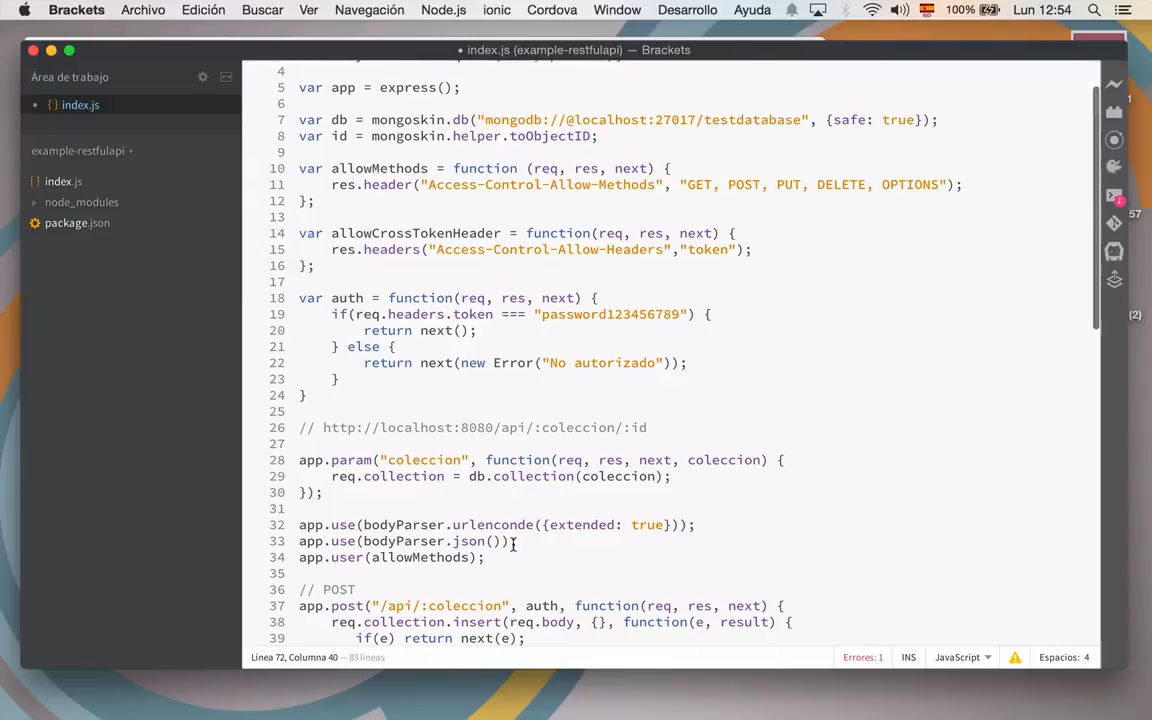 Brackets Archivo Edición Buscar Ver Navegación Node.js ionic Cordova Window Desarrollo Ayuda ISO 100% Lun 12:54
• index.js (example-restfulapi) — Brackets
Área de trabajo
• { } index.js
example-restfulapi
{ } index.js
node_modules
package.json
4
5 var app = express();
6
7 var db = mongoskin.db("mongodb://@localhost:27017/testdatabase", {safe: true});
8 var id = mongoskin.helper.toObjectID;
9
10 var allowMethods = function (req, res, next) {
11 res.header("Access-Control-Allow-Methods", "GET, POST, PUT, DELETE, OPTIONS");
12 };
13
14 var allowCrossTokenHeader = function(req, res, next) {
15 res.headers("Access-Control-Allow-Headers","token");
16 };
17
18 var auth = function(req, res, next) {
19 if(req.headers.token === "password123456789") {
20 return next();
21 } else {
22 return next(new Error("No autorizado"));
23 }
24 }
25
26 // http://localhost:8080/api/:coleccion/:id
27
28 app.param("coleccion", function(req, res, next, coleccion) {
29 req.collection = db.collection(coleccion);
30 });
31
32 app.use(bodyParser.urlenconde({extended: true}));
33 app.use(bodyParser.json())
34 app.user(allowMethods);
35
36 // POST
37 app.post("/api/:coleccion", auth, function(req, res, next) {
38 req.collection.insert(req.body, {}, function(e, result) {
39 if(e) return next(e);
Línea 72, Columna 40 — 83 líneas
Errores: 1 INS JavaScript Espacios: 4
1
1
57
(2)